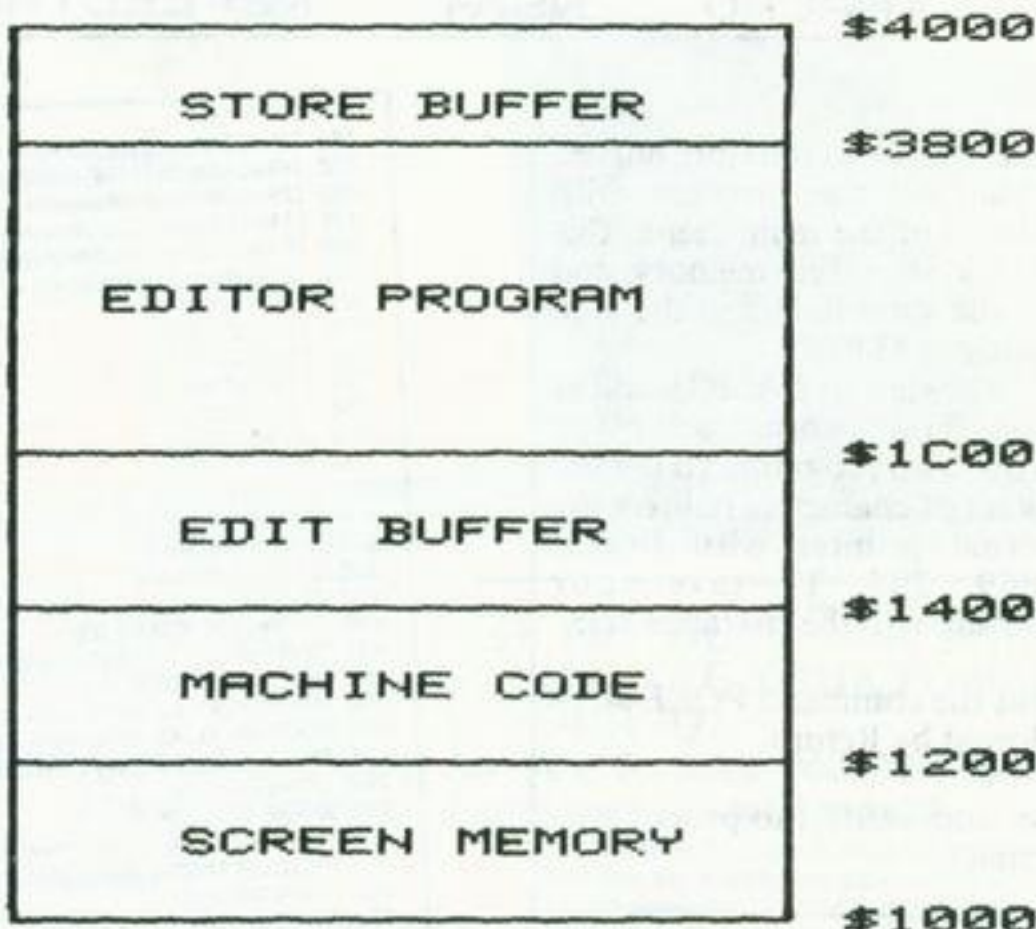 $4000
STORE BUFFER
$3800
EDITOR PROGRAM
$1C00
EDIT BUFFER
$1400
MACHINE CODE
$1200
SCREEN MEMORY
$1000